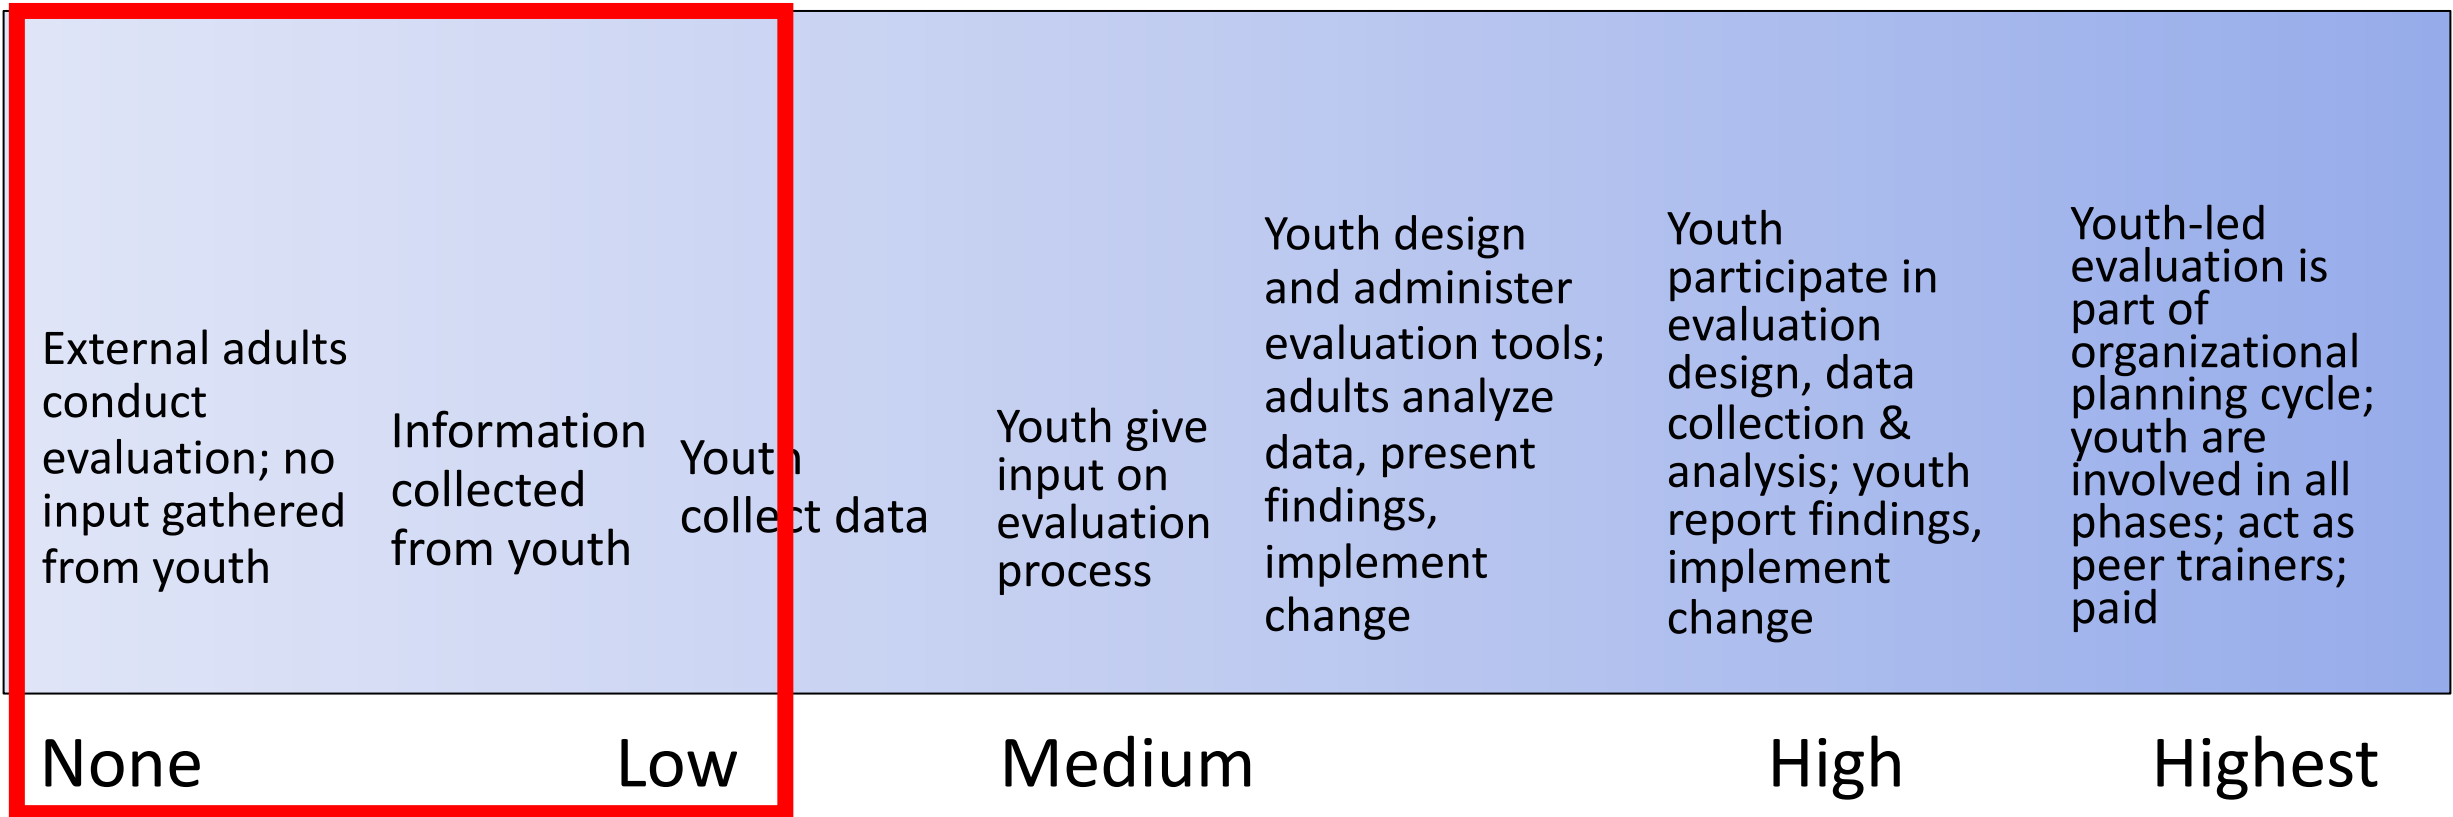 External adults
conduct
evaluation; no
input gathered
from youth
Information
collected
from youth
Youth
collect data
Youth give
input on
evaluation
process
Youth design
and administer
evaluation tools;
adults analyze
data, present
findings,
implement
change
Youth
participate in
evaluation
design, data
collection &
analysis; youth
report findings,
implement
change
Youth-led
evaluation is
part of
organizational
planning cycle;
youth are
involved in all
phases; act as
peer trainers;
paid
None
Low
Medium
High
Highest